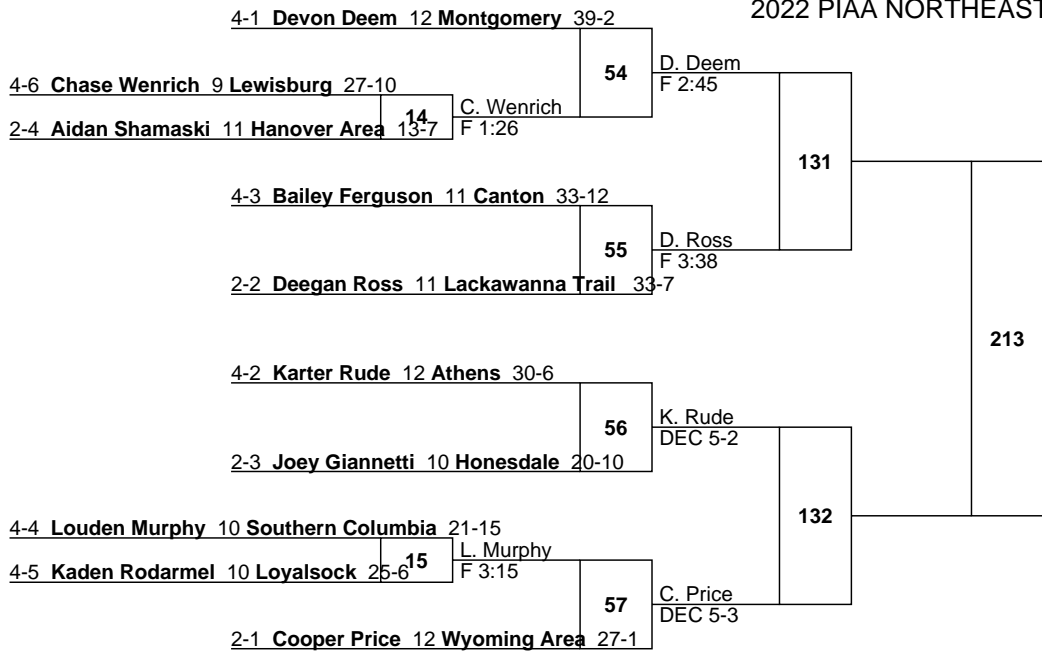 2022 PIAA NORTHEAST
4-1 Devon Deem 12 Montgomery 39-2
54
D. Deem
F 2:45
4-6 Chase Wenrich 9 Lewisburg 27-10
14
C. Wenrich
F 1:26
2-4 Aidan Shamaski 11 Hanover Area 13-7
131
4-3 Bailey Ferguson 11 Canton 33-12
55
D. Ross
F 3:38
2-2 Deegan Ross 11 Lackawanna Trail 33-7
213
4-2 Karter Rude 12 Athens 30-6
56
K. Rude
DEC 5-2
2-3 Joey Giannetti 10 Honesdale 20-10
132
4-4 Louden Murphy 10 Southern Columbia 21-15
15
L. Murphy
F 3:15
4-5 Kaden Rodarmel 10 Loyalsock 25-6
57
C. Price
DEC 5-3
2-1 Cooper Price 12 Wyoming Area 27-1